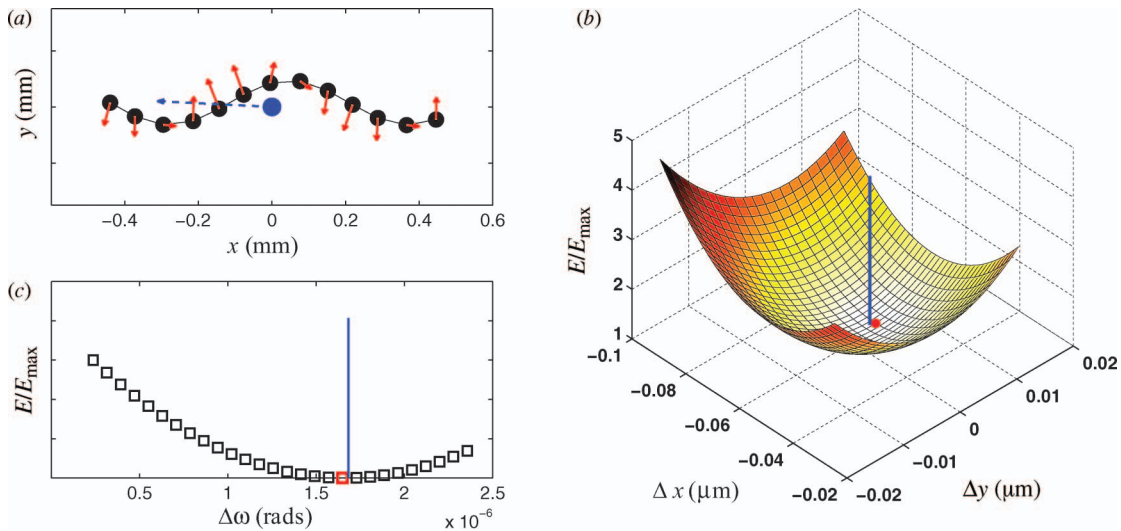 (a)
y (mm)
−0.4 −0.2 0 0.2 0.4 0.6
x (mm)
(b)
5
4
3
2
1
E/Emax
−0.1
−0.08
−0.06
−0.04
−0.02
Δx (μm)
−0.02
−0.01
0
0.01
0.02
Δy (μm)
(c)
E/Emax
0.5 1 1.5 2 2.5
Δω (rads)
x 10⁻⁶